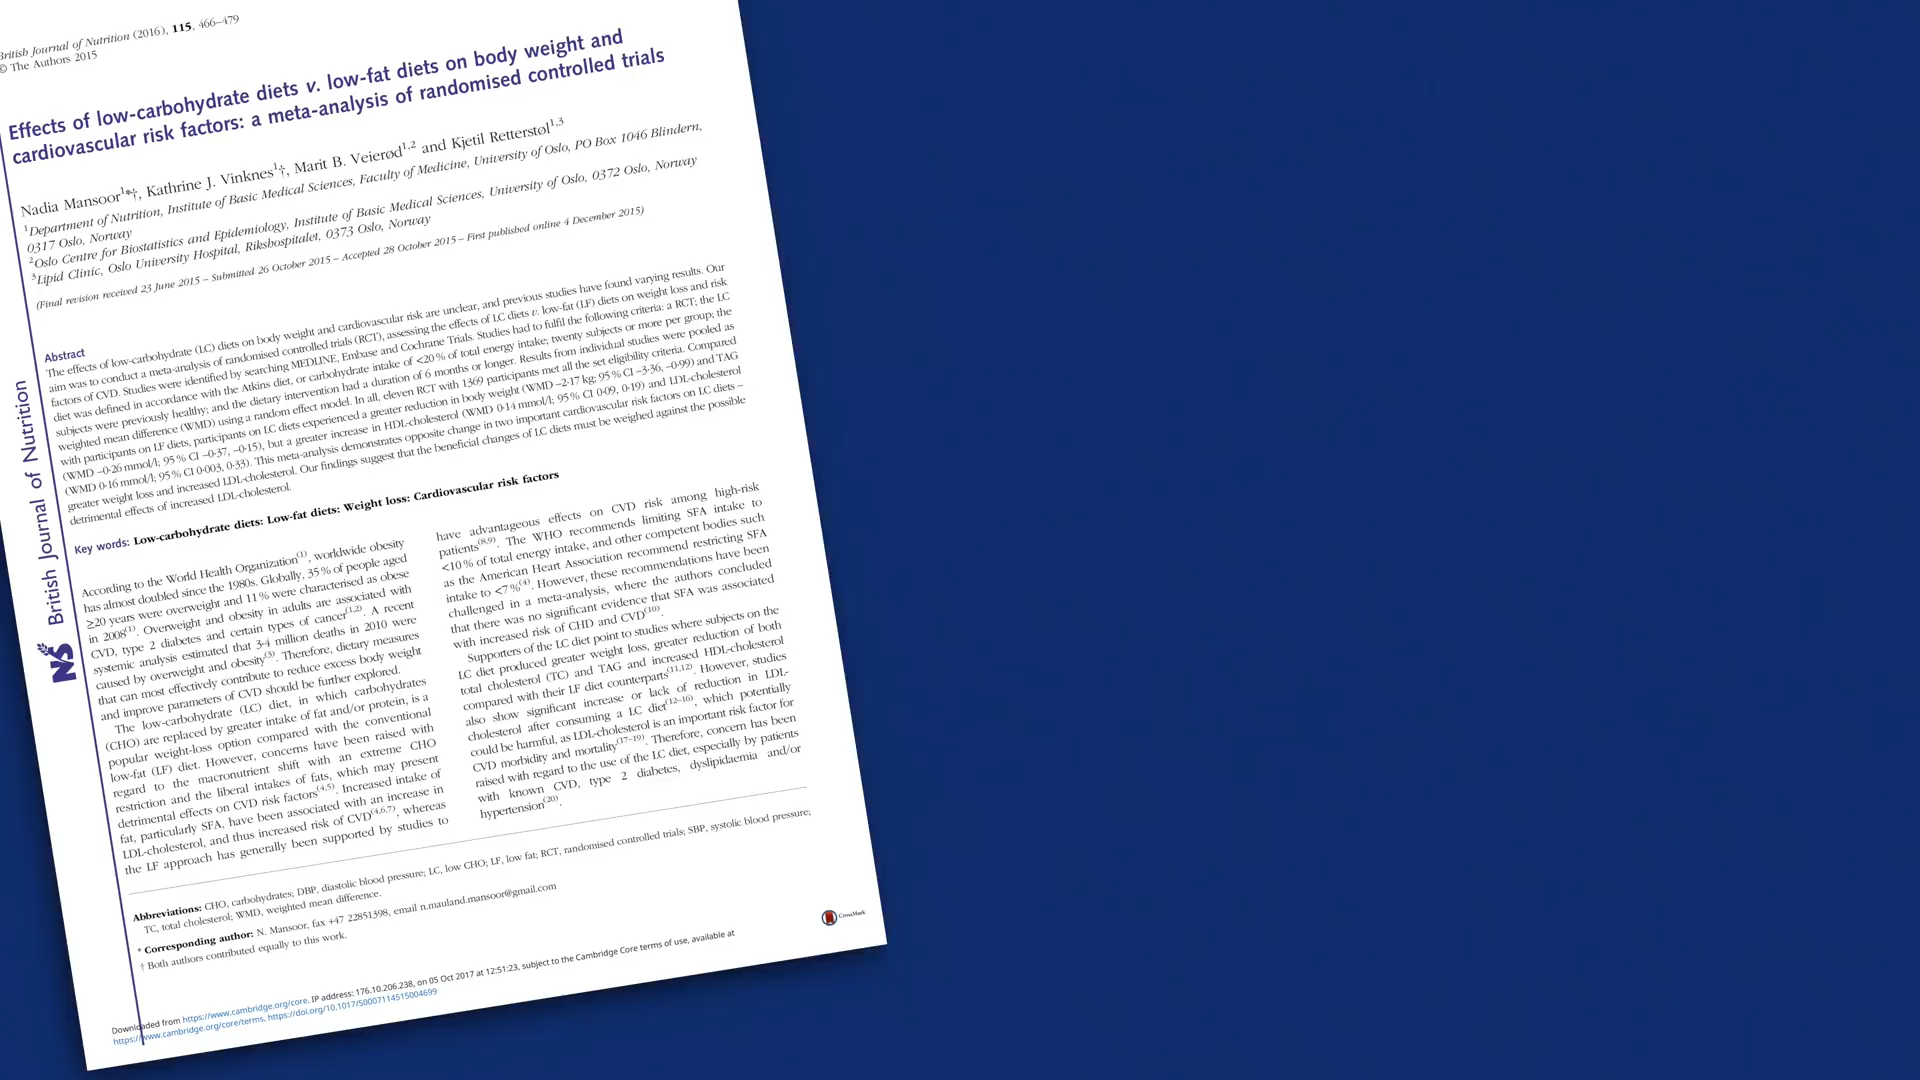 British Journal of Nutrition (2016), 115, 466–479
© The Authors 2015
Effects of low-carbohydrate diets v. low-fat diets on body weight and
cardiovascular risk factors: a meta-analysis of randomised controlled trials
Nadia Mansoor1*†, Kathrine J. Vinknes1†, Marit B. Veierød1,2 and Kjetil Retterstøl1,3
1Department of Nutrition, Institute of Basic Medical Sciences, Faculty of Medicine, University of Oslo, PO Box 1046 Blindern,
0317 Oslo, Norway
2Oslo Centre for Biostatistics and Epidemiology, Institute of Basic Medical Sciences, University of Oslo, 0372 Oslo, Norway
3Lipid Clinic, Oslo University Hospital, Rikshospitalet, 0373 Oslo, Norway
(Final revision received 23 June 2015 – Submitted 26 October 2015 – Accepted 28 October 2015 – First published online 4 December 2015)
Abstract
The effects of low-carbohydrate (LC) diets on body weight and cardiovascular risk are unclear, and previous studies have found varying results. Our
aim was to conduct a meta-analysis of randomised controlled trials (RCT), assessing the effects of LC diets v. low-fat (LF) diets on weight loss and risk
factors of CVD. Studies were identified by searching MEDLINE, Embase and Cochrane Trials. Studies had to fulfil the following criteria: a RCT; the LC
diet was defined in accordance with the Atkins diet, or carbohydrate intake of <20 % of total energy intake; twenty subjects or more per group; the
subjects were previously healthy; and the dietary intervention had a duration of 6 months or longer. Results from individual studies were pooled as
weighted mean difference (WMD) using a random effect model. In all, eleven RCT with 1369 participants met all the set eligibility criteria. Compared
with participants on LF diets, participants on LC diets experienced a greater reduction in body weight (WMD –2·17 kg; 95 % CI –3·36, –0·99) and TAG
(WMD –0·26 mmol/l; 95 % CI –0·37, –0·15), but a greater increase in HDL-cholesterol (WMD 0·14 mmol/l; 95 % CI 0·09, 0·19) and LDL-cholesterol
(WMD 0·16 mmol/l; 95 % CI 0·003, 0·33). This meta-analysis demonstrates opposite change in two important cardiovascular risk factors on LC diets –
greater weight loss and increased LDL-cholesterol. Our findings suggest that the beneficial changes of LC diets must be weighed against the possible
detrimental effects of increased LDL-cholesterol.
Key words: Low-carbohydrate diets: Low-fat diets: Weight loss: Cardiovascular risk factors
According to the World Health Organization(1), worldwide obesity
has almost doubled since the 1980s. Globally, 35 % of people aged
≥20 years were overweight and 11 % were characterised as obese
in 2008(1). Overweight and obesity in adults are associated with
CVD, type 2 diabetes and certain types of cancer(1,2). A recent
systemic analysis estimated that 3·4 million deaths in 2010 were
caused by overweight and obesity(3). Therefore, dietary measures
that can most effectively contribute to reduce excess body weight
and improve parameters of CVD should be further explored.
The low-carbohydrate (LC) diet, in which carbohydrates
(CHO) are replaced by greater intake of fat and/or protein, is a
popular weight-loss option compared with the conventional
low-fat (LF) diet. However, concerns have been raised with
regard to the macronutrient shift with an extreme CHO
restriction and the liberal intakes of fats, which may present
detrimental effects on CVD risk factors(4,5). Increased intake of
fat, particularly SFA, have been associated with an increase in
LDL-cholesterol, and thus increased risk of CVD(4,6,7), whereas
the LF approach has generally been supported by studies to
have advantageous effects on CVD risk among high-risk
patients(8,9). The WHO recommends limiting SFA intake to
<10 % of total energy intake, and other competent bodies such
as the American Heart Association recommend restricting SFA
intake to <7 %(4). However, these recommendations have been
challenged in a meta-analysis, where the authors concluded
that there was no significant evidence that SFA was associated
with increased risk of CHD and CVD(10).
Supporters of the LC diet point to studies where subjects on the
LC diet produced greater weight loss, greater reduction of both
total cholesterol (TC) and TAG and increased HDL-cholesterol
compared with their LF diet counterparts(11,12). However, studies
also show significant increase or lack of reduction in LDL-
cholesterol after consuming a LC diet(12–16), which potentially
could be harmful, as LDL-cholesterol is an important risk factor for
CVD morbidity and mortality(17–19). Therefore, concern has been
raised with regard to the use of the LC diet, especially by patients
with known CVD, type 2 diabetes, dyslipidaemia and/or
hypertension(20).
Abbreviations: CHO, carbohydrates; DBP, diastolic blood pressure; LC, low CHO; LF, low fat; RCT, randomised controlled trials; SBP, systolic blood pressure;
TC, total cholesterol; WMD, weighted mean difference.
* Corresponding author: N. Mansoor, fax +47 22851398, email n.mauland.mansoor@gmail.com
† Both authors contributed equally to this work.
CrossMark
Downloaded from https://www.cambridge.org/core. IP address: 176.10.206.238, on 05 Oct 2017 at 12:51:23, subject to the Cambridge Core terms of use, available at
https://www.cambridge.org/core/terms. https://doi.org/10.1017/S0007114515004699
NS British Journal of Nutrition